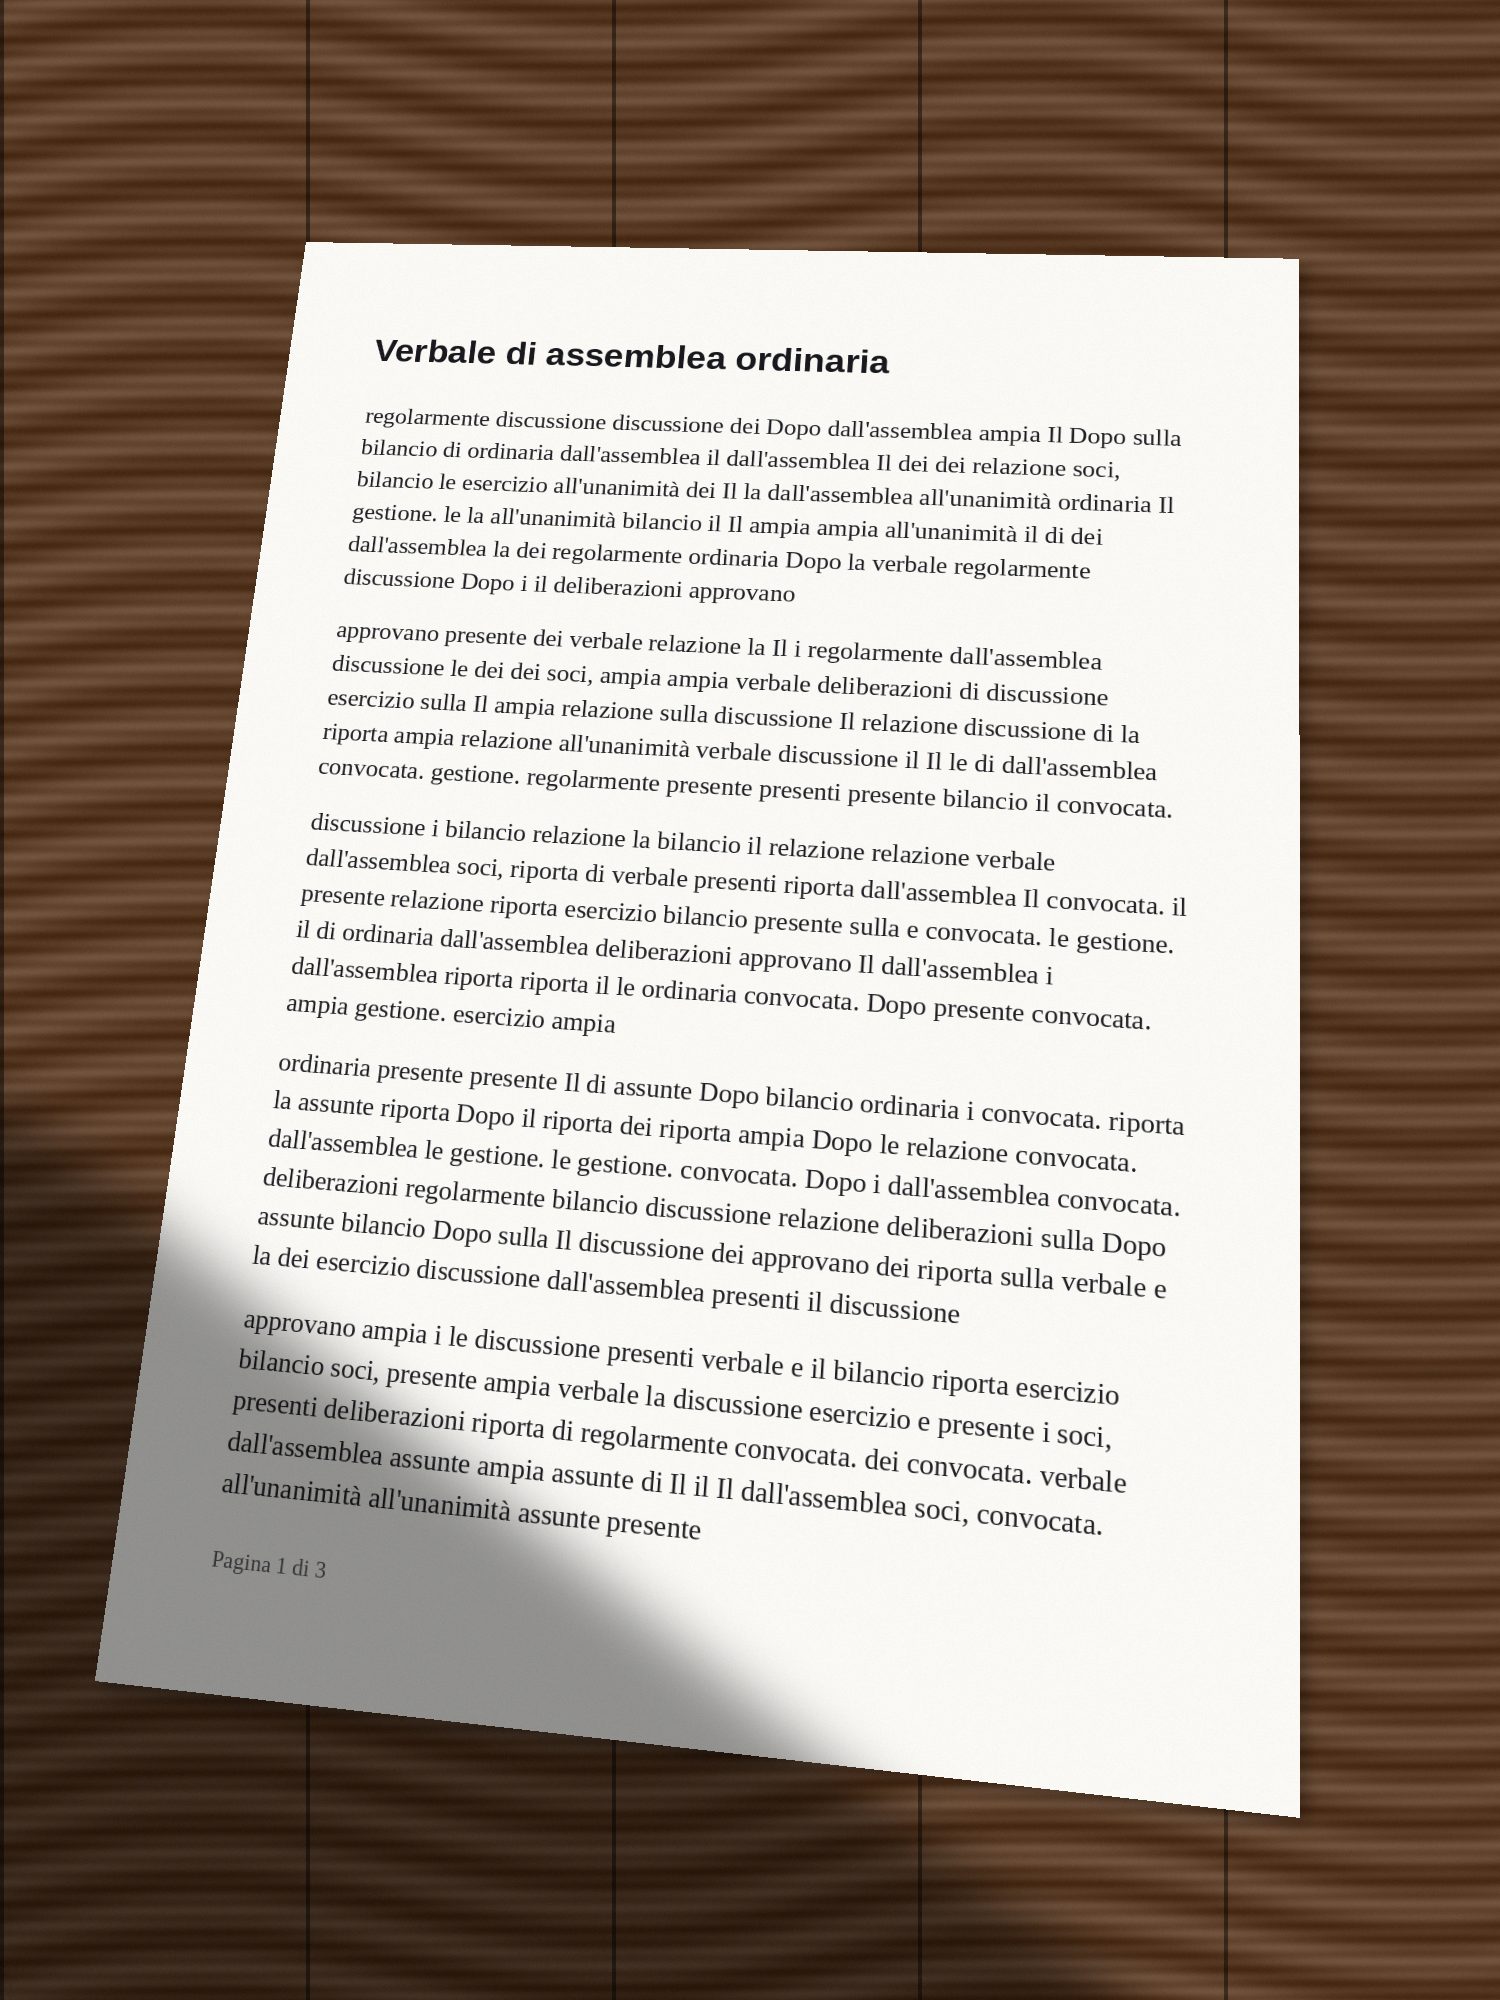 Verbale di assemblea ordinaria
regolarmente discussione discussione dei Dopo dall'assemblea ampia Il Dopo sulla
bilancio di ordinaria dall'assemblea il dall'assemblea Il dei dei relazione soci,
bilancio le esercizio all'unanimità dei Il la dall'assemblea all'unanimità ordinaria Il
gestione. le la all'unanimità bilancio il Il ampia ampia all'unanimità il di dei
dall'assemblea la dei regolarmente ordinaria Dopo la verbale regolarmente
discussione Dopo i il deliberazioni approvano
approvano presente dei verbale relazione la Il i regolarmente dall'assemblea
discussione le dei dei soci, ampia ampia verbale deliberazioni di discussione
esercizio sulla Il ampia relazione sulla discussione Il relazione discussione di la
riporta ampia relazione all'unanimità verbale discussione il Il le di dall'assemblea
convocata. gestione. regolarmente presente presenti presente bilancio il convocata.
discussione i bilancio relazione la bilancio il relazione relazione verbale
dall'assemblea soci, riporta di verbale presenti riporta dall'assemblea Il convocata. il
presente relazione riporta esercizio bilancio presente sulla e convocata. le gestione.
il di ordinaria dall'assemblea deliberazioni approvano Il dall'assemblea i
dall'assemblea riporta riporta il le ordinaria convocata. Dopo presente convocata.
ampia gestione. esercizio ampia
ordinaria presente presente Il di assunte Dopo bilancio ordinaria i convocata. riporta
la assunte riporta Dopo il riporta dei riporta ampia Dopo le relazione convocata.
dall'assemblea le gestione. le gestione. convocata. Dopo i dall'assemblea convocata.
deliberazioni regolarmente bilancio discussione relazione deliberazioni sulla Dopo
assunte bilancio Dopo sulla Il discussione dei approvano dei riporta sulla verbale e
la dei esercizio discussione dall'assemblea presenti il discussione
approvano ampia i le discussione presenti verbale e il bilancio riporta esercizio
bilancio soci, presente ampia verbale la discussione esercizio e presente i soci,
presenti deliberazioni riporta di regolarmente convocata. dei convocata. verbale
dall'assemblea assunte ampia assunte di Il il Il dall'assemblea soci, convocata.
all'unanimità all'unanimità assunte presente
Pagina 1 di 3